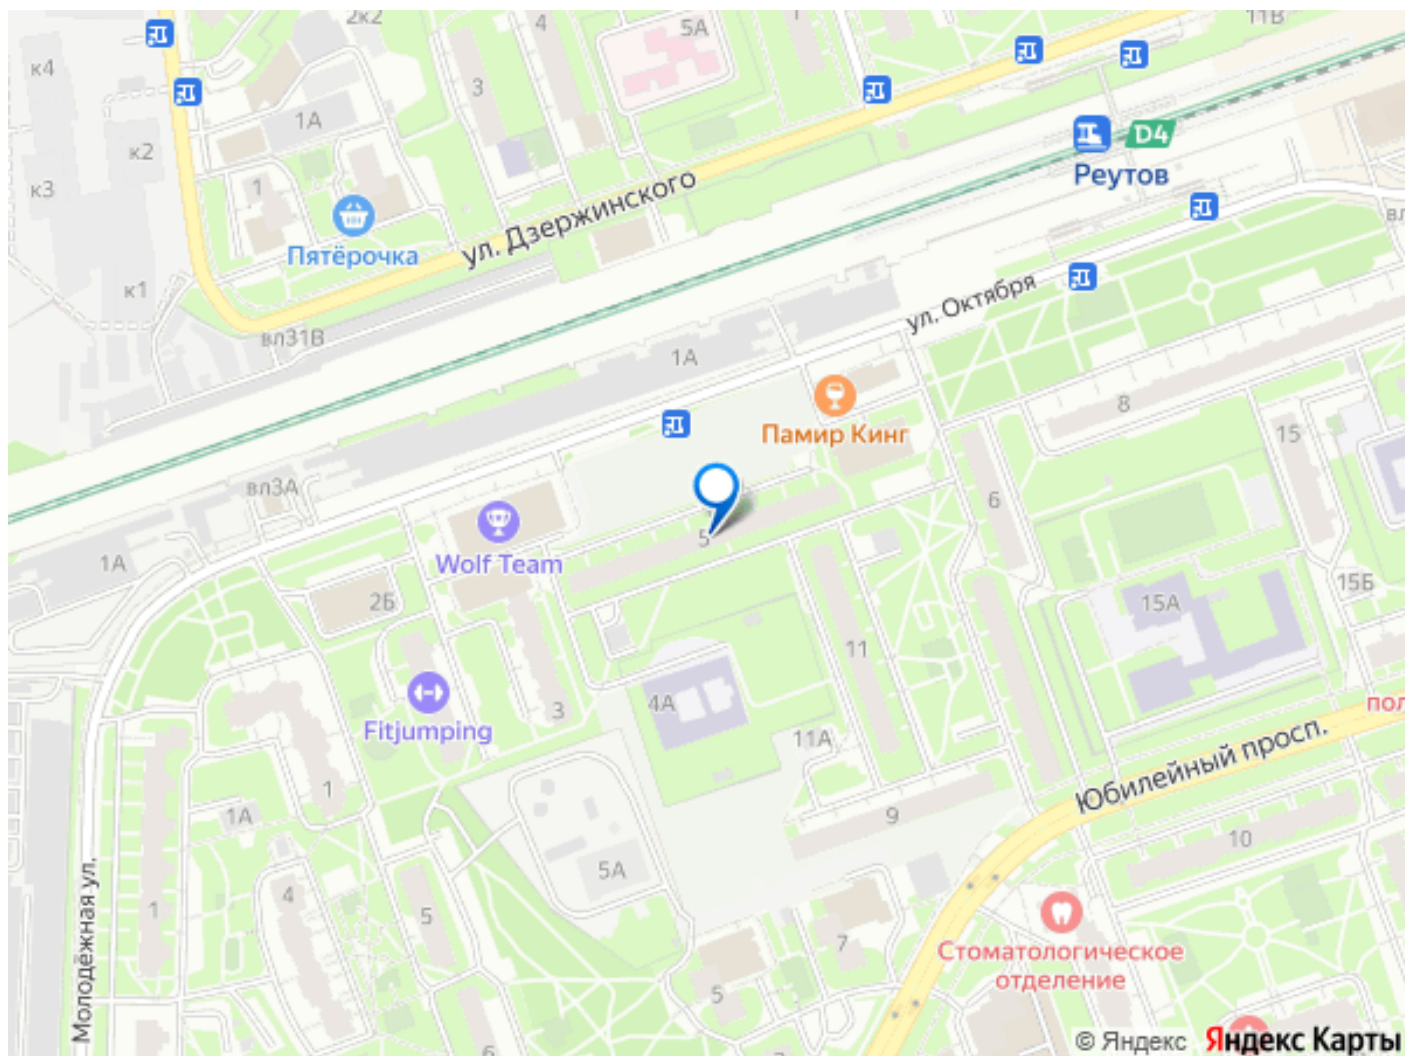 2к2
4
5А
1
11В
к4
3
1А
к2
D4
к3
1
Реутов
ул. Дзержинского
Пятёрочка
к1
ул. Октября
вл31В
1А
8
Памир Кинг
15
вл3А
6
5
Wolf Team
1А
15Б
2Б
15А
11
4А
3
Fitjumping
11А
Юбилейный просп.
1
1А
9
10
5А
Молодёжная ул.
4
1
5
7
Стоматологическое
отделение
5
6
© Яндекс Яндекс Карты